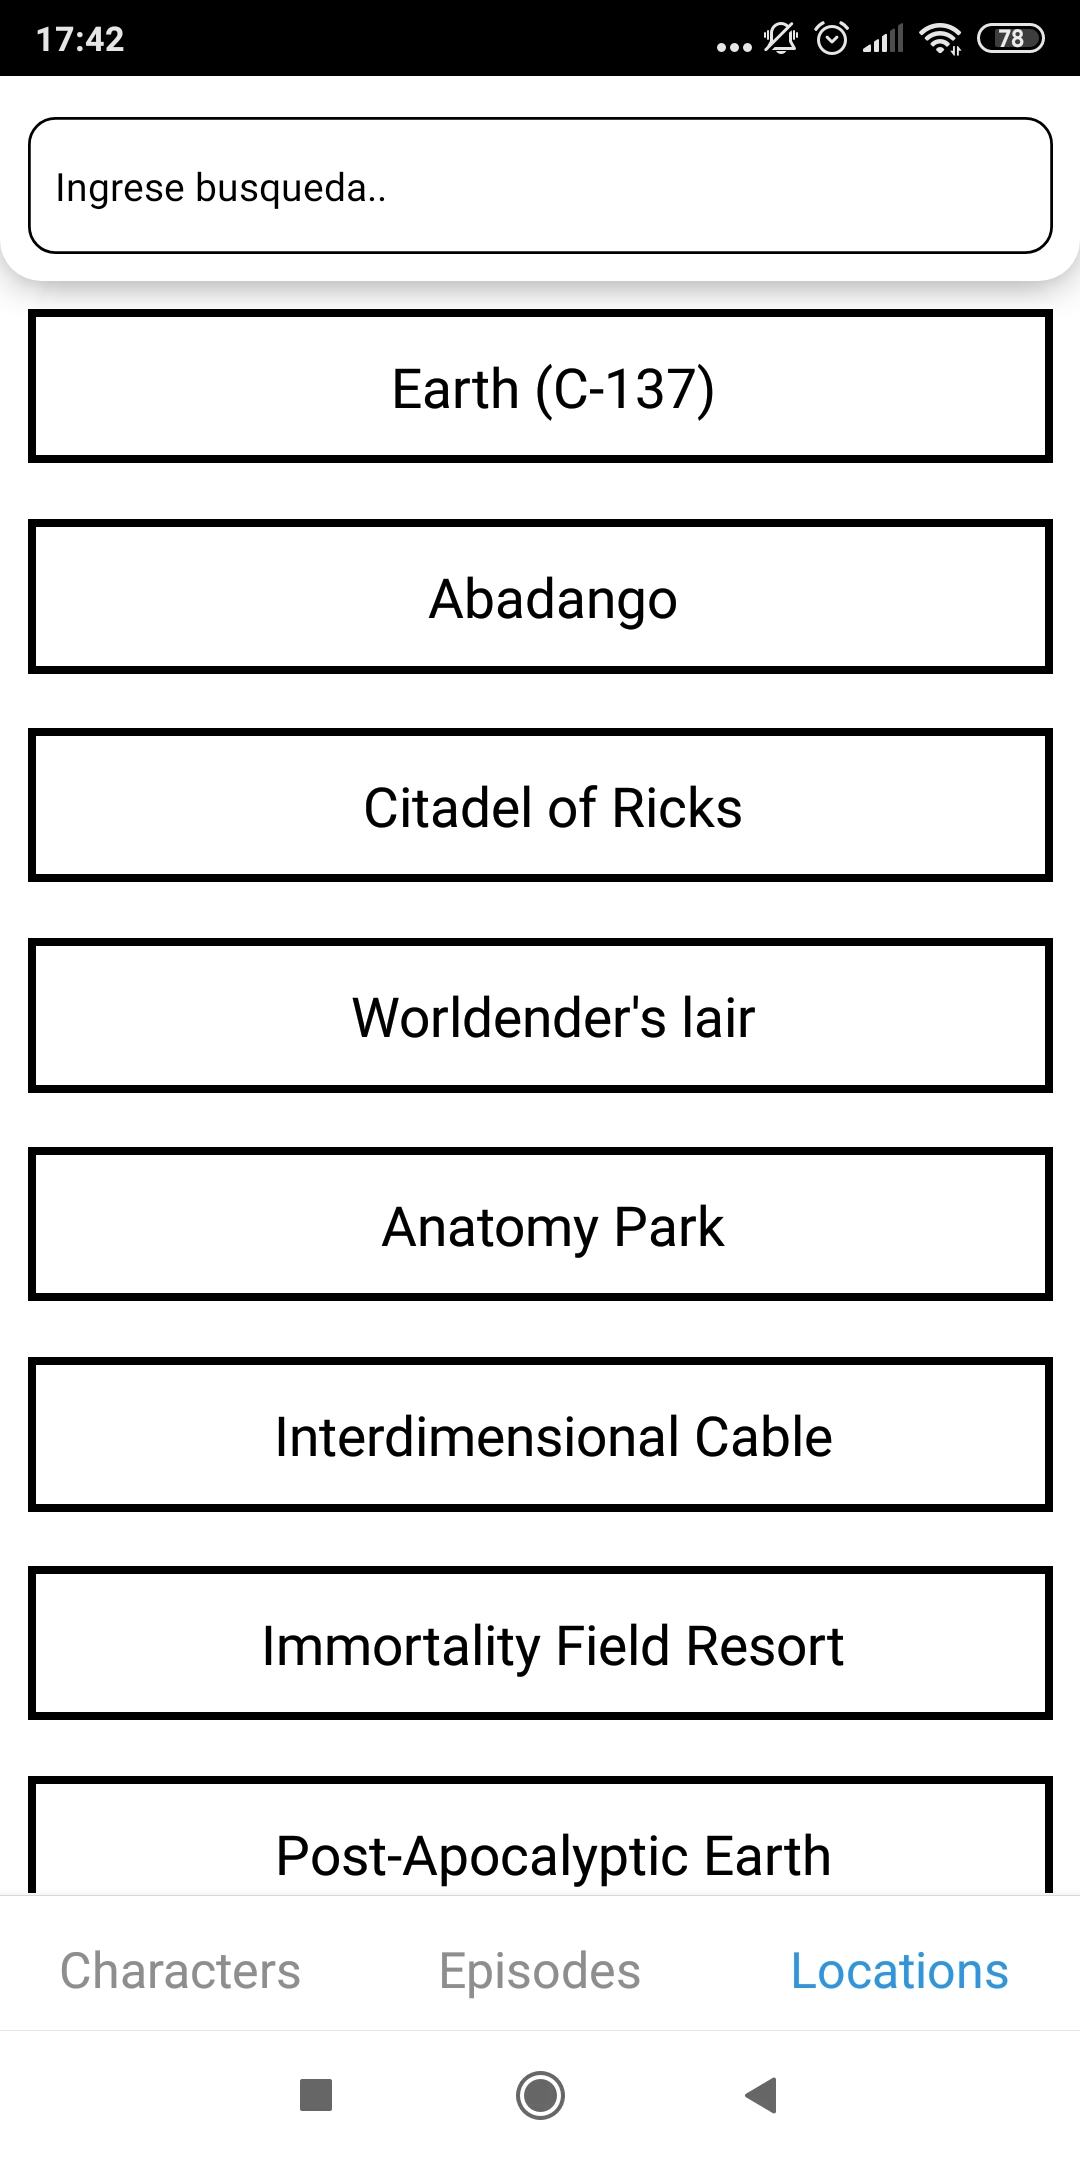 17:42
78
Ingrese busqueda..
Earth (C-137)
Abadango
Citadel of Ricks
Worldender's lair
Anatomy Park
Interdimensional Cable
Immortality Field Resort
Post-Apocalyptic Earth
Characters Episodes Locations